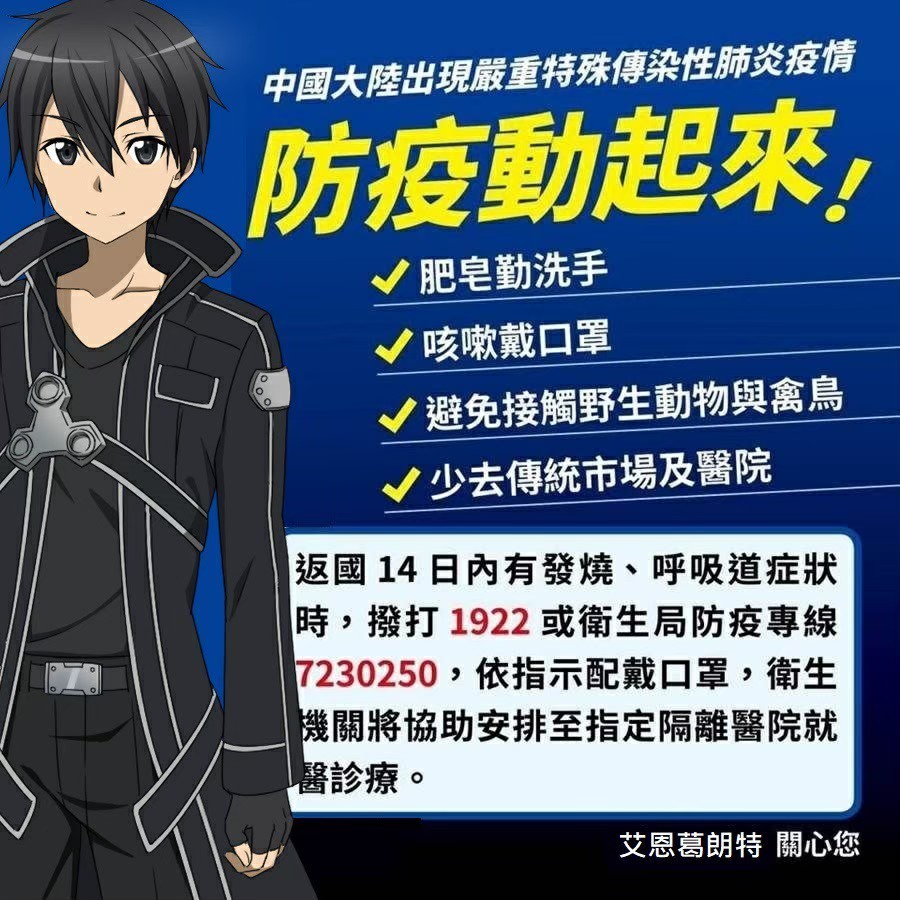 中國大陸出現嚴重特殊傳染性肺炎疫情
防疫動起來!
肥皂勤洗手
咳嗽戴口罩
避免接觸野生動物與禽鳥
少去傳統市場及醫院
返國 14 日內有發燒、呼吸道症狀
時，撥打 1922 或衛生局防疫專線
7230250，依指示配戴口罩，衛生
機關將協助安排至指定隔離醫院就
醫診療。
艾恩葛朗特 關心您